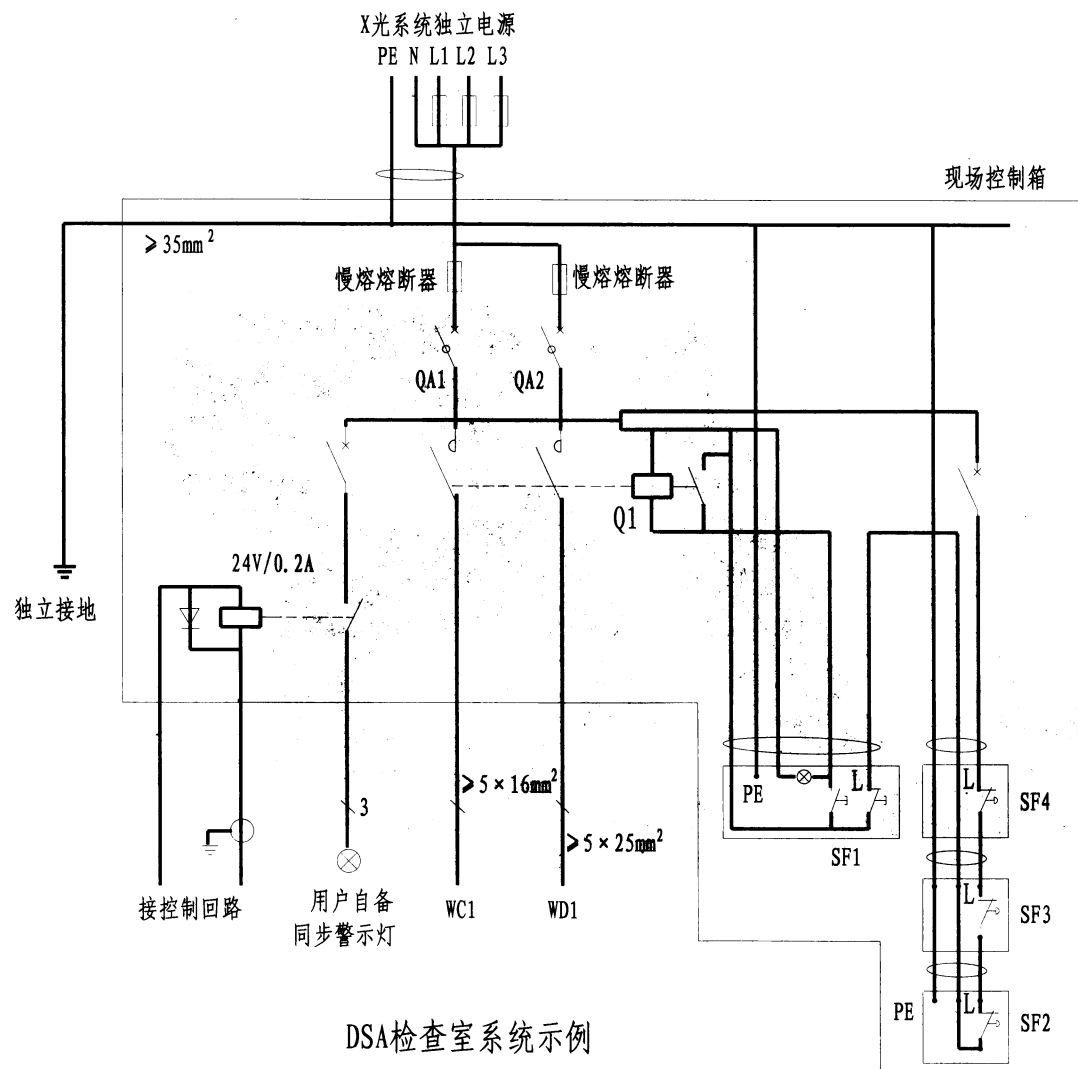 X光系统独立电源
PE N L1 L2 L3
现场控制箱
≥35mm²
慢熔熔断器
慢熔熔断器
QA1
QA2
Q1
24V/0.2A
独立接地
≥5×16mm²
PE
L
L
SF4
3
≥5×25mm²
SF1
接控制回路
用户自备
同步警示灯
WC1
WD1
L
SF3
PE
L
SF2
DSA检查室系统示例